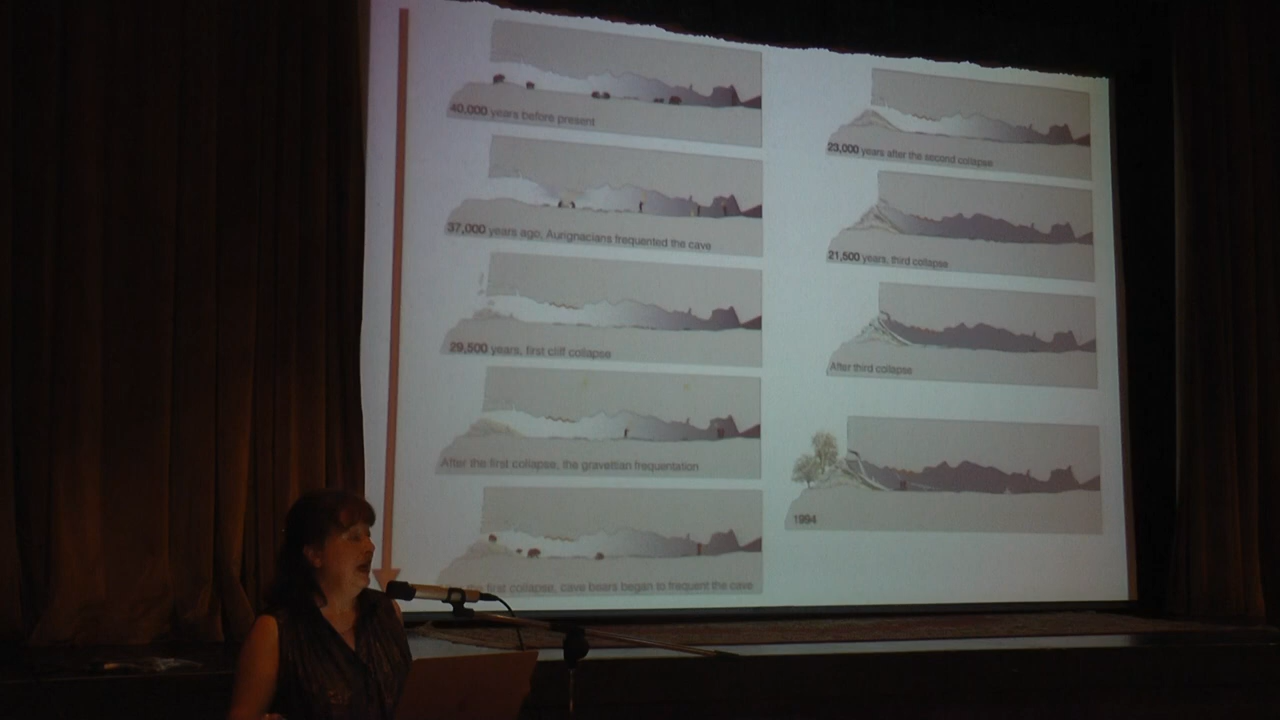 40,000 years before present
37,000 years ago, Aurignacians frequented the cave
29,500 years, first cliff collapse
After the first collapse, the gravettian frequentation
first collapse, cave bears began to frequent the cave
23,000 years after the second collapse
21,500 years, third collapse
After third collapse
1994